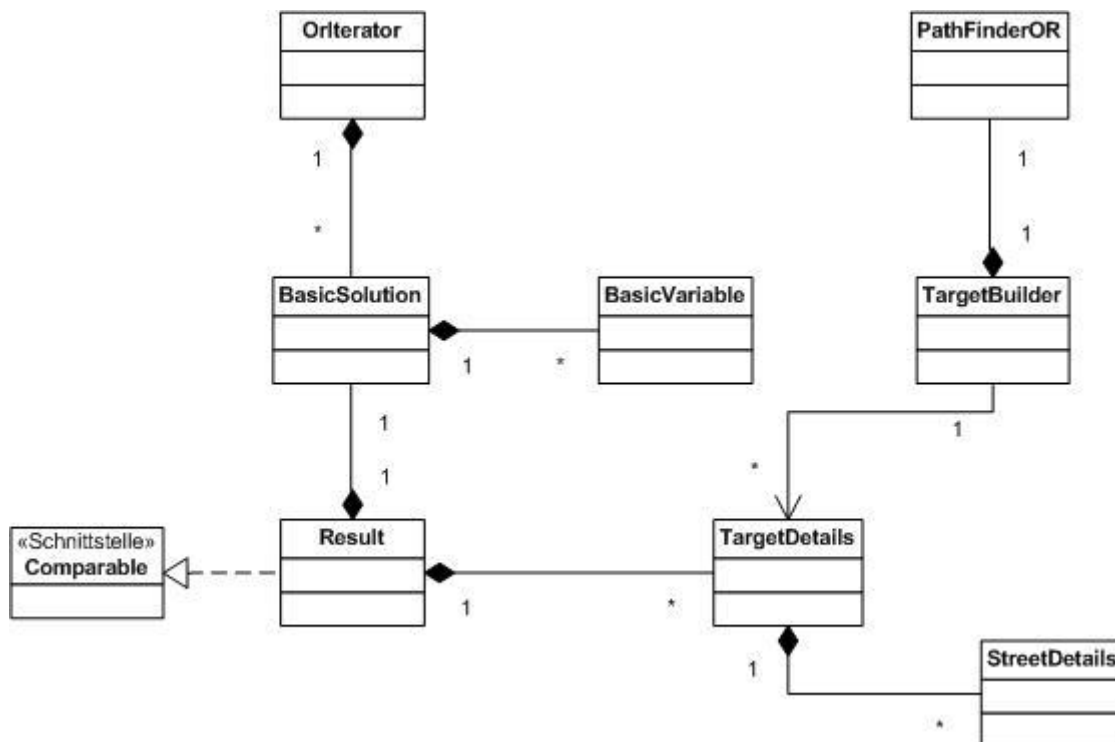 OrIterator
PathFinderOR
1
1
*
1
BasicSolution
BasicVariable
TargetBuilder
1
*
1
1
*
1
«Schnittstelle»
Comparable
Result
TargetDetails
1
*
1
StreetDetails
*